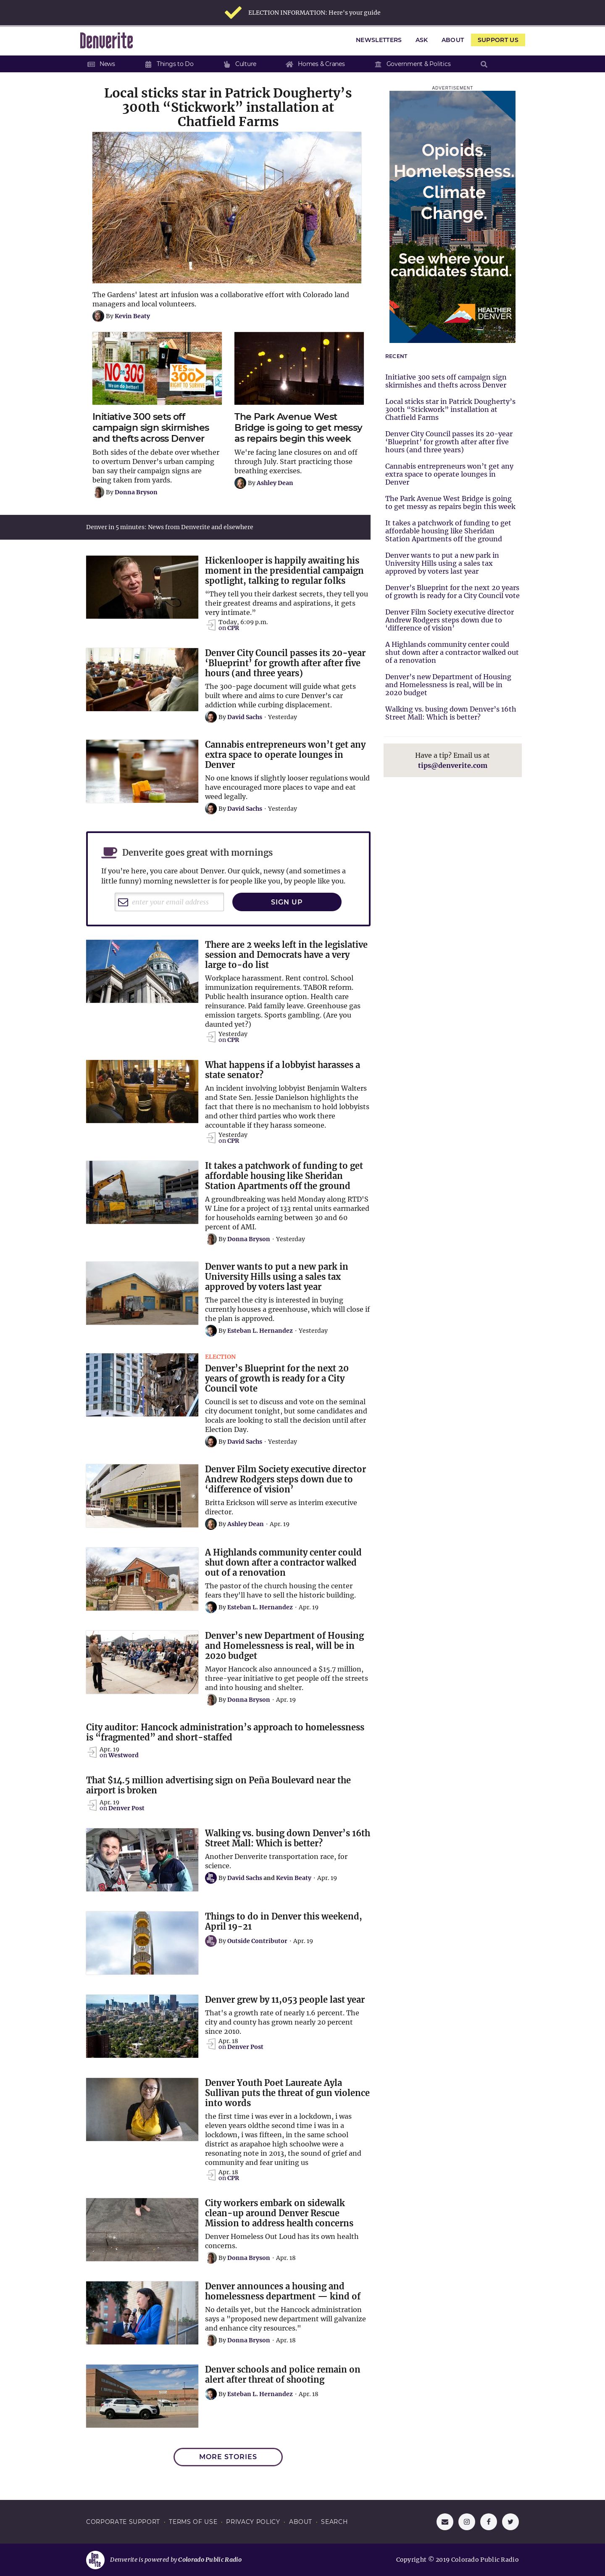 ELECTION INFORMATION: Here's your guide
Denverite
NEWSLETTERS
ASK
ABOUT
SUPPORT US
News
Things to Do
Culture
Homes & Cranes
Government & Politics
Local sticks star in Patrick Dougherty’s
300th “Stickwork” installation at
Chatfield Farms
The Gardens' latest art infusion was a collaborative effort with Colorado land
managers and local volunteers.
By Kevin Beaty
NO 300
YES ON 300
Initiative 300 sets off
campaign sign skirmishes
and thefts across Denver
Both sides of the debate over whether
to overturn Denver's urban camping
ban say their campaign signs are
being taken from yards.
By Donna Bryson
The Park Avenue West
Bridge is going to get messy
as repairs begin this week
We're facing lane closures on and off
through July. Start practicing those
breathing exercises.
By Ashley Dean
Denver in 5 minutes: News from Denverite and elsewhere
Hickenlooper is happily awaiting his
moment in the presidential campaign
spotlight, talking to regular folks
“They tell you their darkest secrets, they tell you
their greatest dreams and aspirations, it gets
very intimate.”
Today, 6:09 p.m.
on CPR
Denver City Council passes its 20-year
‘Blueprint’ for growth after after five
hours (and three years)
The 300-page document will guide what gets
built where and aims to cure Denver's car
addiction while curbing displacement.
By David Sachs · Yesterday
Cannabis entrepreneurs won’t get any
extra space to operate lounges in
Denver
No one knows if slightly looser regulations would
have encouraged more places to vape and eat
weed legally.
By David Sachs · Yesterday
Denverite goes great with mornings
If you're here, you care about Denver. Our quick, newsy (and sometimes a
little funny) morning newsletter is for people like you, by people like you.
enter your email address
SIGN UP
There are 2 weeks left in the legislative
session and Democrats have a very
large to-do list
Workplace harassment. Rent control. School
immunization requirements. TABOR reform.
Public health insurance option. Health care
reinsurance. Paid family leave. Greenhouse gas
emission targets. Sports gambling. (Are you
daunted yet?)
Yesterday
on CPR
What happens if a lobbyist harasses a
state senator?
An incident involving lobbyist Benjamin Walters
and State Sen. Jessie Danielson highlights the
fact that there is no mechanism to hold lobbyists
and other third parties who work there
accountable if they harass someone.
Yesterday
on CPR
It takes a patchwork of funding to get
affordable housing like Sheridan
Station Apartments off the ground
A groundbreaking was held Monday along RTD'S
W Line for a project of 133 rental units earmarked
for households earning between 30 and 60
percent of AMI.
By Donna Bryson · Yesterday
Denver wants to put a new park in
University Hills using a sales tax
approved by voters last year
The parcel the city is interested in buying
currently houses a greenhouse, which will close if
the plan is approved.
By Esteban L. Hernandez · Yesterday
ELECTION
Denver’s Blueprint for the next 20
years of growth is ready for a City
Council vote
Council is set to discuss and vote on the seminal
city document tonight, but some candidates and
locals are looking to stall the decision until after
Election Day.
By David Sachs · Yesterday
Denver Film Society executive director
Andrew Rodgers steps down due to
‘difference of vision’
Britta Erickson will serve as interim executive
director.
By Ashley Dean · Apr. 19
A Highlands community center could
shut down after a contractor walked
out of a renovation
The pastor of the church housing the center
fears they'll have to sell the historic building.
By Esteban L. Hernandez · Apr. 19
Denver’s new Department of Housing
and Homelessness is real, will be in
2020 budget
Mayor Hancock also announced a $15.7 million,
three-year initiative to get people off the streets
and into housing and shelter.
By Donna Bryson · Apr. 19
City auditor: Hancock administration’s approach to homelessness
is “fragmented” and short-staffed
Apr. 19
on Westword
That $14.5 million advertising sign on Peña Boulevard near the
airport is broken
Apr. 19
on Denver Post
Walking vs. busing down Denver’s 16th
Street Mall: Which is better?
Another Denverite transportation race, for
science.
By David Sachs and Kevin Beaty · Apr. 19
Things to do in Denver this weekend,
April 19-21
By Outside Contributor · Apr. 19
Denver grew by 11,053 people last year
That's a growth rate of nearly 1.6 percent. The
city and county has grown nearly 20 percent
since 2010.
Apr. 18
on Denver Post
Denver Youth Poet Laureate Ayla
Sullivan puts the threat of gun violence
into words
the first time i was ever in a lockdown, i was
eleven years oldthe second time i was in a
lockdown, i was fifteen, in the same school
district as arapahoe high schoolwe were a
resonating note in 2013, the sound of grief and
community and fear uniting us
Apr. 18
on CPR
City workers embark on sidewalk
clean-up around Denver Rescue
Mission to address health concerns
Denver Homeless Out Loud has its own health
concerns.
By Donna Bryson · Apr. 18
Denver announces a housing and
homelessness department — kind of
No details yet, but the Hancock administration
says a "proposed new department will galvanize
and enhance city resources."
By Donna Bryson · Apr. 18
Denver schools and police remain on
alert after threat of shooting
By Esteban L. Hernandez · Apr. 18
MORE STORIES
ADVERTISEMENT
Opioids.
Homelessness.
Climate
Change.
See where your
candidates stand.
HEALTHIER
DENVER
RECENT
Initiative 300 sets off campaign sign
skirmishes and thefts across Denver
Local sticks star in Patrick Dougherty’s
300th “Stickwork” installation at
Chatfield Farms
Denver City Council passes its 20-year
‘Blueprint’ for growth after after five
hours (and three years)
Cannabis entrepreneurs won’t get any
extra space to operate lounges in
Denver
The Park Avenue West Bridge is going
to get messy as repairs begin this week
It takes a patchwork of funding to get
affordable housing like Sheridan
Station Apartments off the ground
Denver wants to put a new park in
University Hills using a sales tax
approved by voters last year
Denver’s Blueprint for the next 20 years
of growth is ready for a City Council vote
Denver Film Society executive director
Andrew Rodgers steps down due to
‘difference of vision’
A Highlands community center could
shut down after a contractor walked out
of a renovation
Denver’s new Department of Housing
and Homelessness is real, will be in
2020 budget
Walking vs. busing down Denver’s 16th
Street Mall: Which is better?
Have a tip? Email us at
tips@denverite.com
CORPORATE SUPPORT · TERMS OF USE · PRIVACY POLICY · ABOUT · SEARCH
Denverite is powered by Colorado Public Radio
Copyright © 2019 Colorado Public Radio